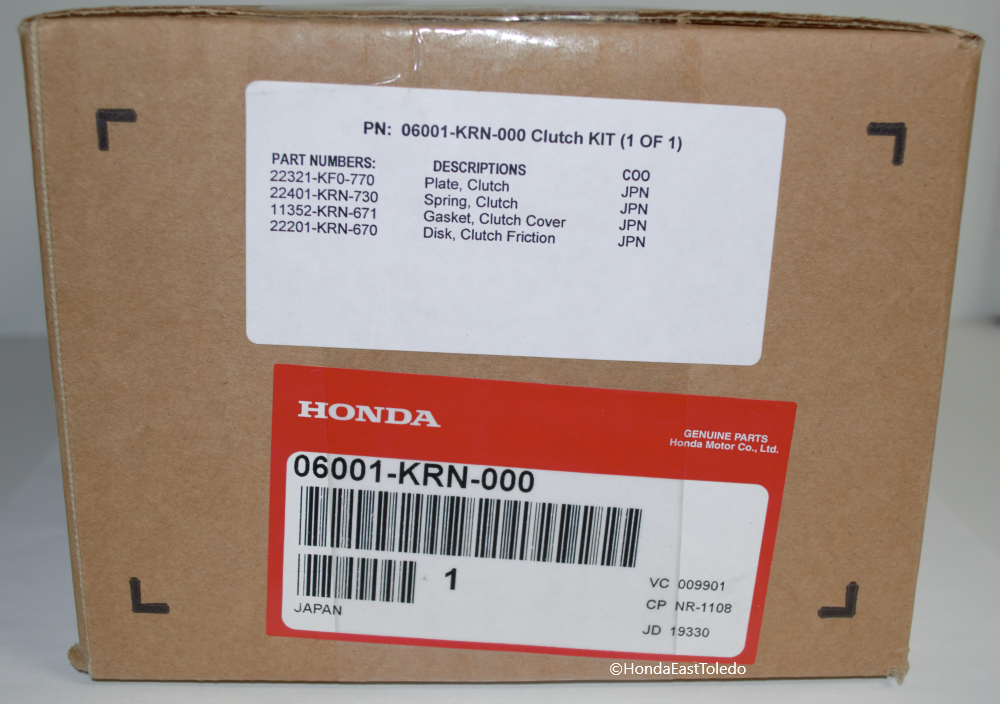 PN: 06001-KRN-000 Clutch KIT (1 OF 1)
PART NUMBERS: DESCRIPTIONS COO
22321-KF0-770 Plate, Clutch JPN
22401-KRN-730 Spring, Clutch JPN
11352-KRN-671 Gasket, Clutch Cover JPN
22201-KRN-670 Disk, Clutch Friction JPN
HONDA
GENUINE PARTS
Honda Motor Co., Ltd.
06001-KRN-000
1
VC 009901
JAPAN
CP NR-1108
JD 19330
©HondaEastToledo